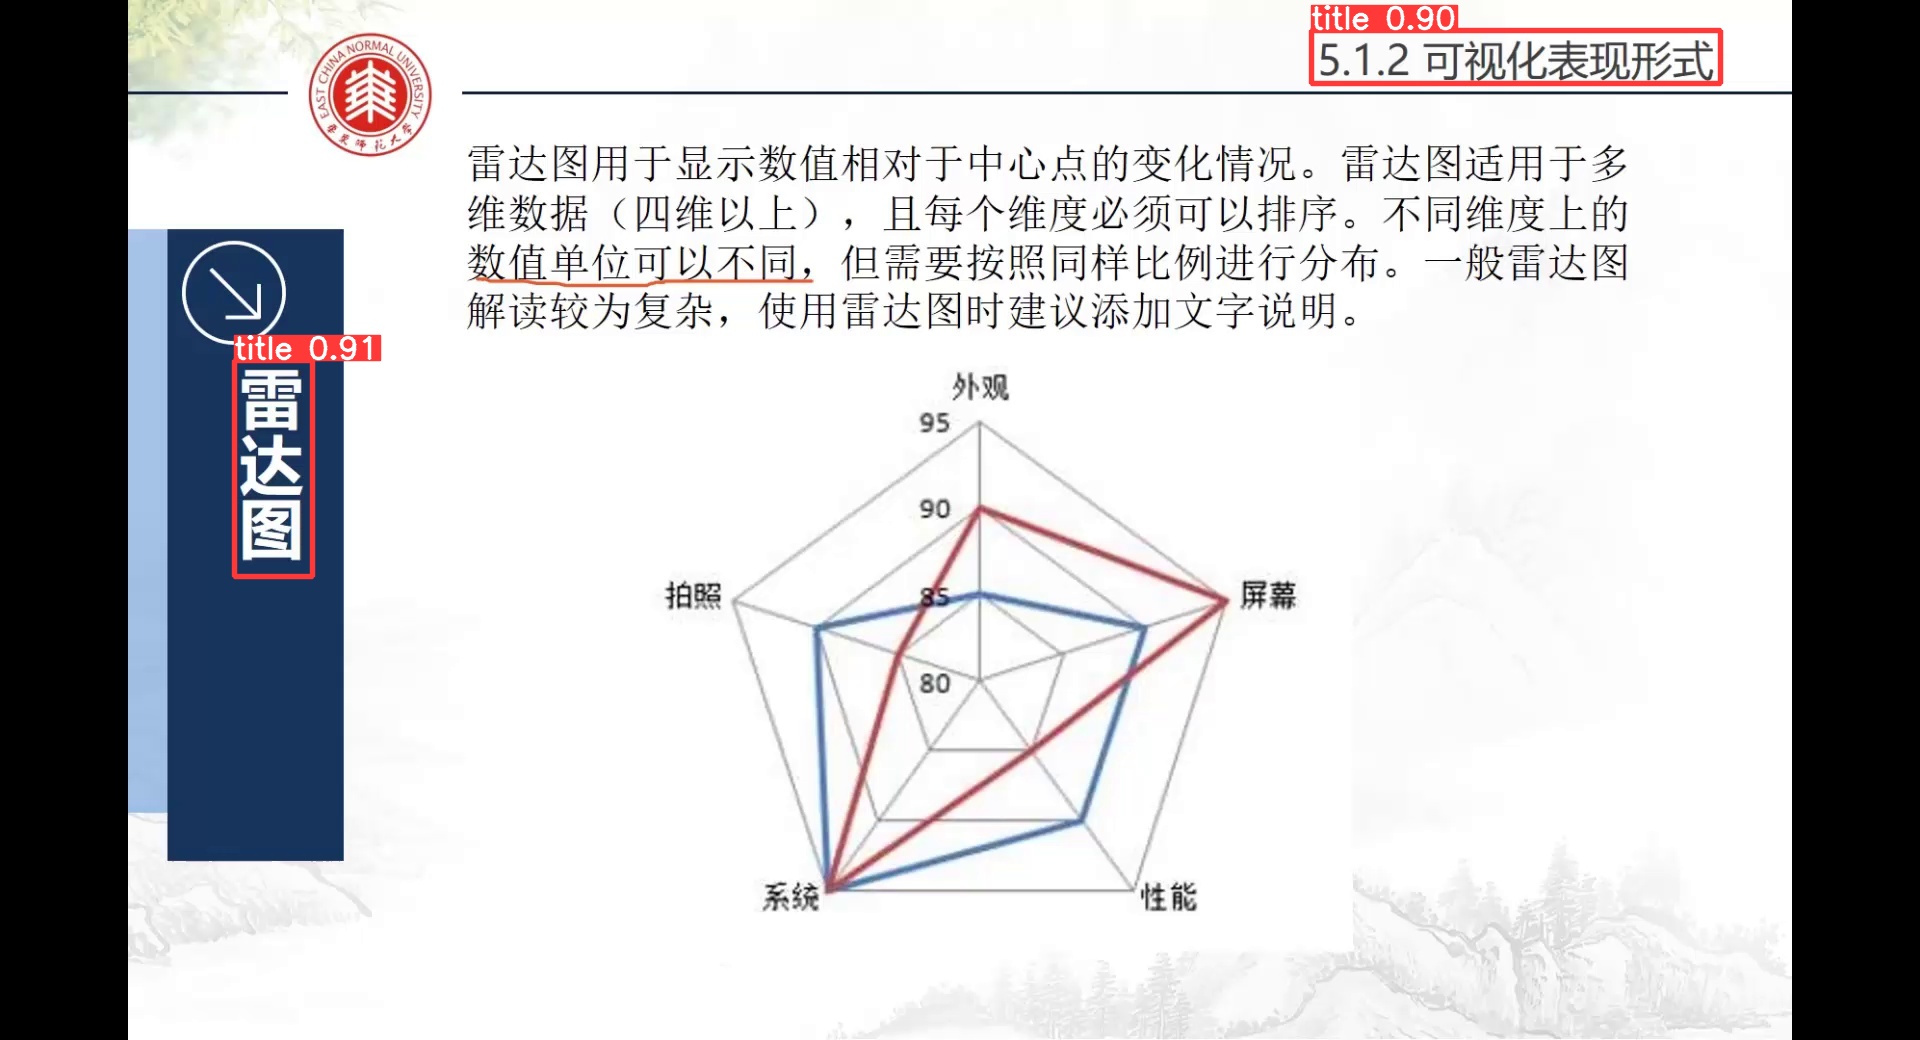 title 0.90
5.1.2 可视化表现形式
EAST CHINA NORMAL UNIVERSITY
华东师范大学
雷达图用于显示数值相对于中心点的变化情况。雷达图适用于多
维数据（四维以上），且每个维度必须可以排序。不同维度上的
数值单位可以不同，但需要按照同样比例进行分布。一般雷达图
解读较为复杂，使用雷达图时建议添加文字说明。
title 0.91
雷达图
外观
95
90
85
80
拍照
屏幕
系统
性能